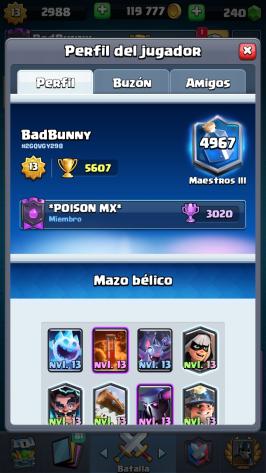 13 2988 119 777 240
Perfil del jugador
Perfil Buzón Amigos
BadBunny
13 5607
4967
Maestros III
*POISON MX*
Miembro
3020
Mazo bélico
Nvl. 13 Nvl. 13 Nvl. 13 Nvl. 13
Nvl. 13 Nvl. 13 Nvl. 13 Nvl. 13
Batalla